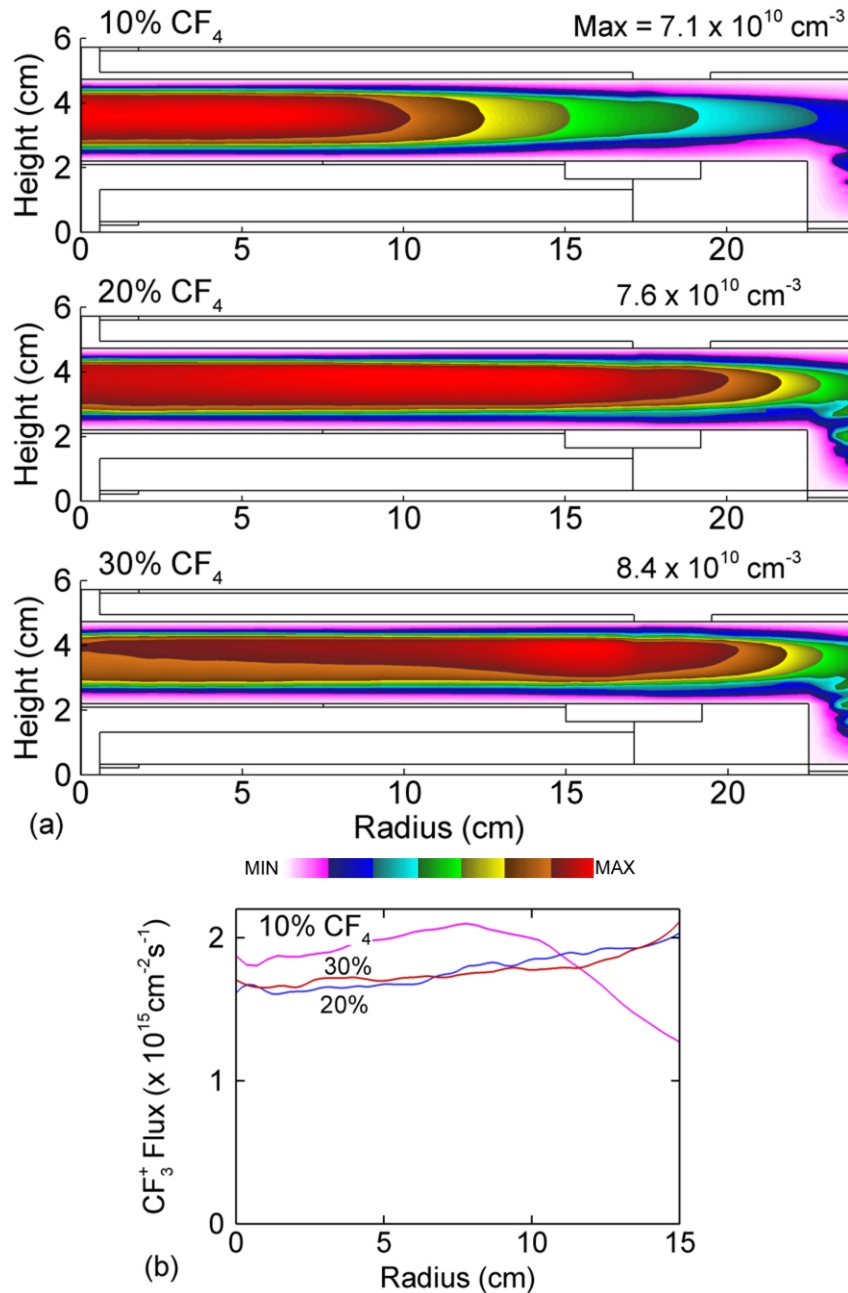 10% CF4 Max = 7.1 x 10^10 cm^-3
6
4
2
0
Height (cm)
0 5 10 15 20
20% CF4 7.6 x 10^10 cm^-3
6
4
2
0
Height (cm)
0 5 10 15 20
30% CF4 8.4 x 10^10 cm^-3
6
4
2
0
Height (cm)
0 5 10 15 20
(a) Radius (cm)
MIN MAX
10% CF4
30%
20%
2
1
0
CF3^+ Flux (x 10^15 cm^-2 s^-1)
0 5 10 15
(b) Radius (cm)